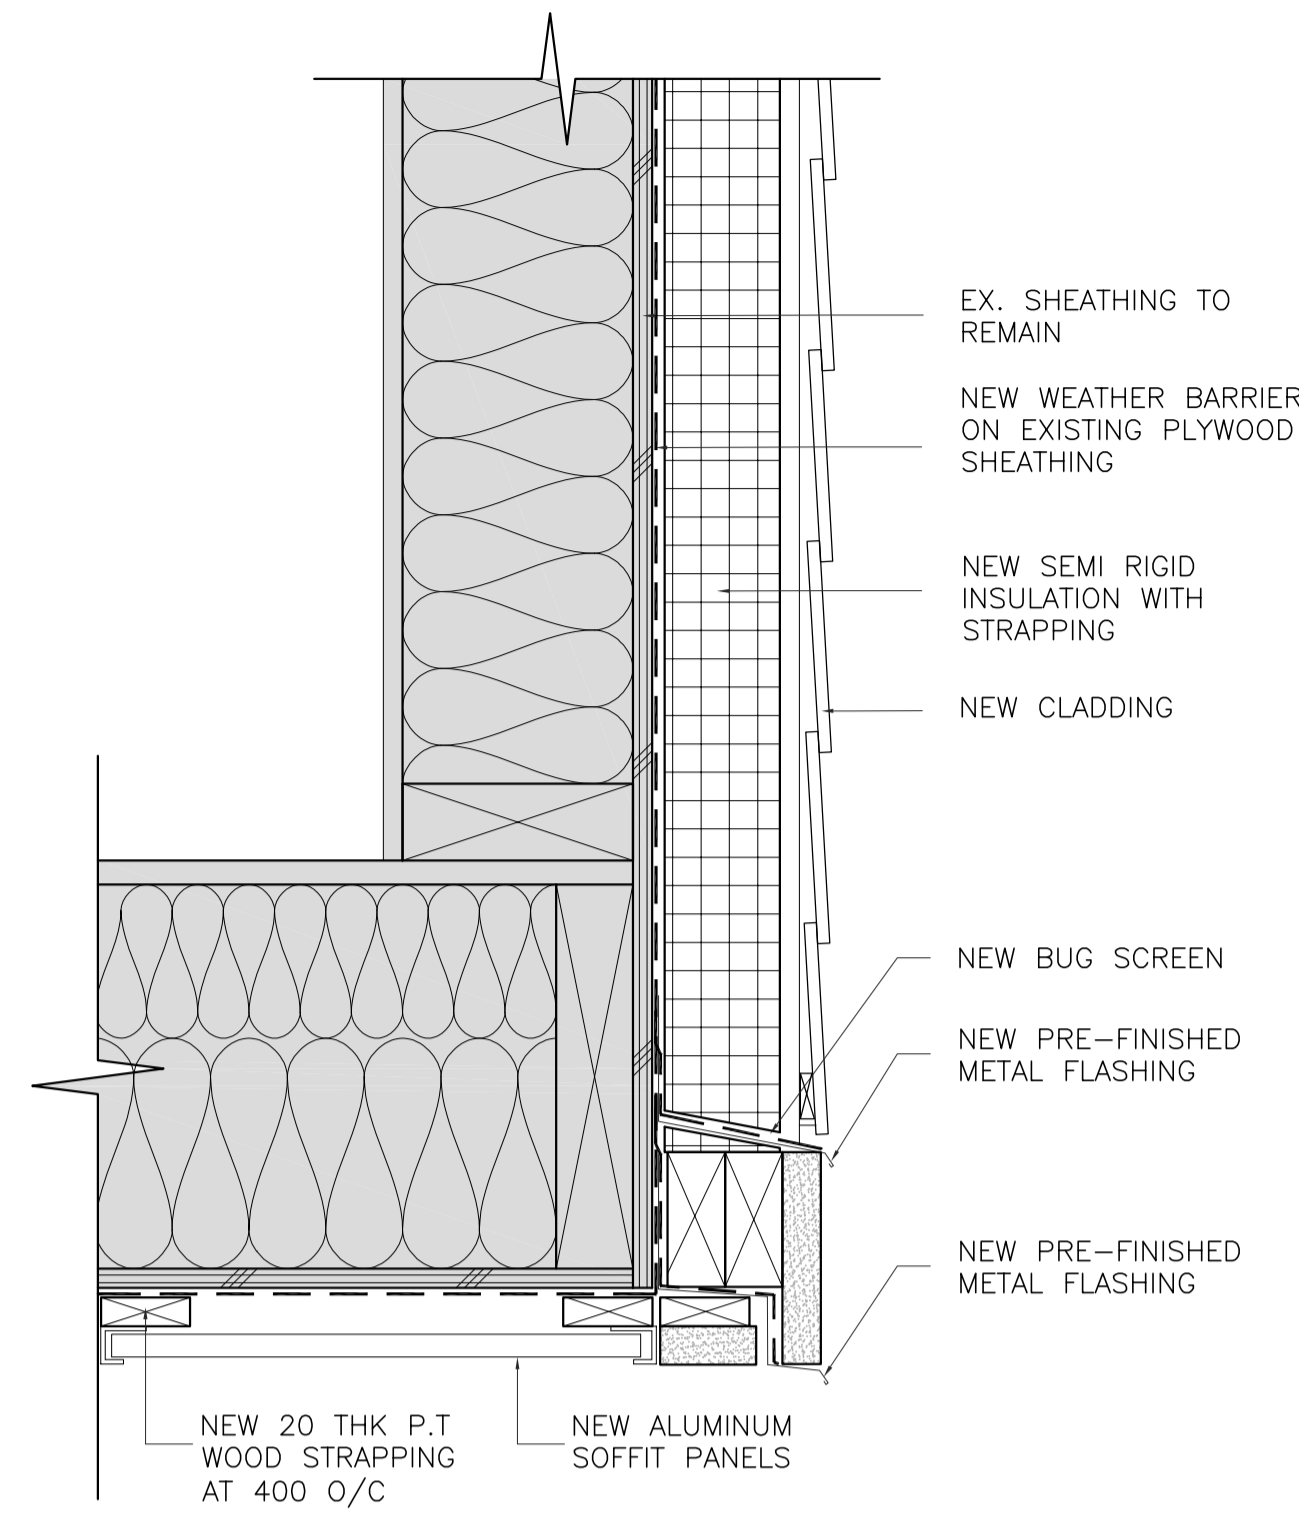 EX. SHEATHING TO
REMAIN
NEW WEATHER BARRIER
ON EXISTING PLYWOOD
SHEATHING
NEW SEMI RIGID
INSULATION WITH
STRAPPING
NEW CLADDING
NEW BUG SCREEN
NEW PRE-FINISHED
METAL FLASHING
NEW PRE-FINISHED
METAL FLASHING
NEW 20 THK P.T
WOOD STRAPPING
AT 400 O/C
NEW ALUMINUM
SOFFIT PANELS